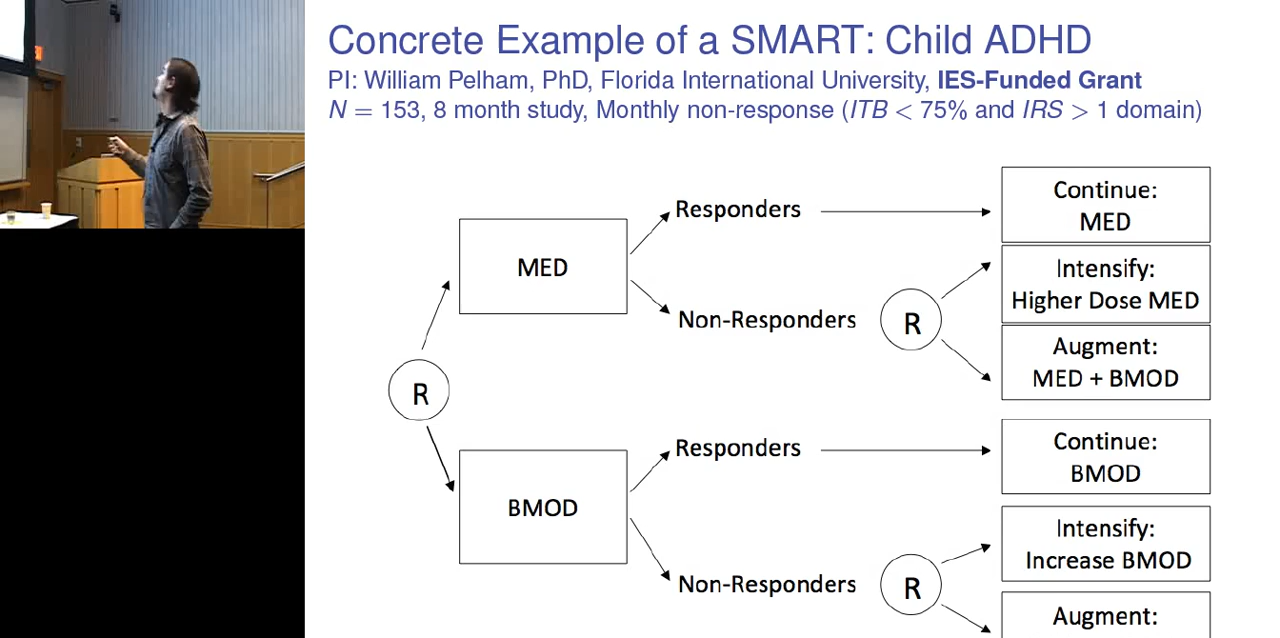 Concrete Example of a SMART: Child ADHD
PI: William Pelham, PhD, Florida International University, IES-Funded Grant
N = 153, 8 month study, Monthly non-response (ITB < 75% and IRS > 1 domain)
R
MED
Responders
Continue:
MED
Non-Responders
R
Intensify:
Higher Dose MED
Augment:
MED + BMOD
BMOD
Responders
Continue:
BMOD
Non-Responders
R
Intensify:
Increase BMOD
Augment: